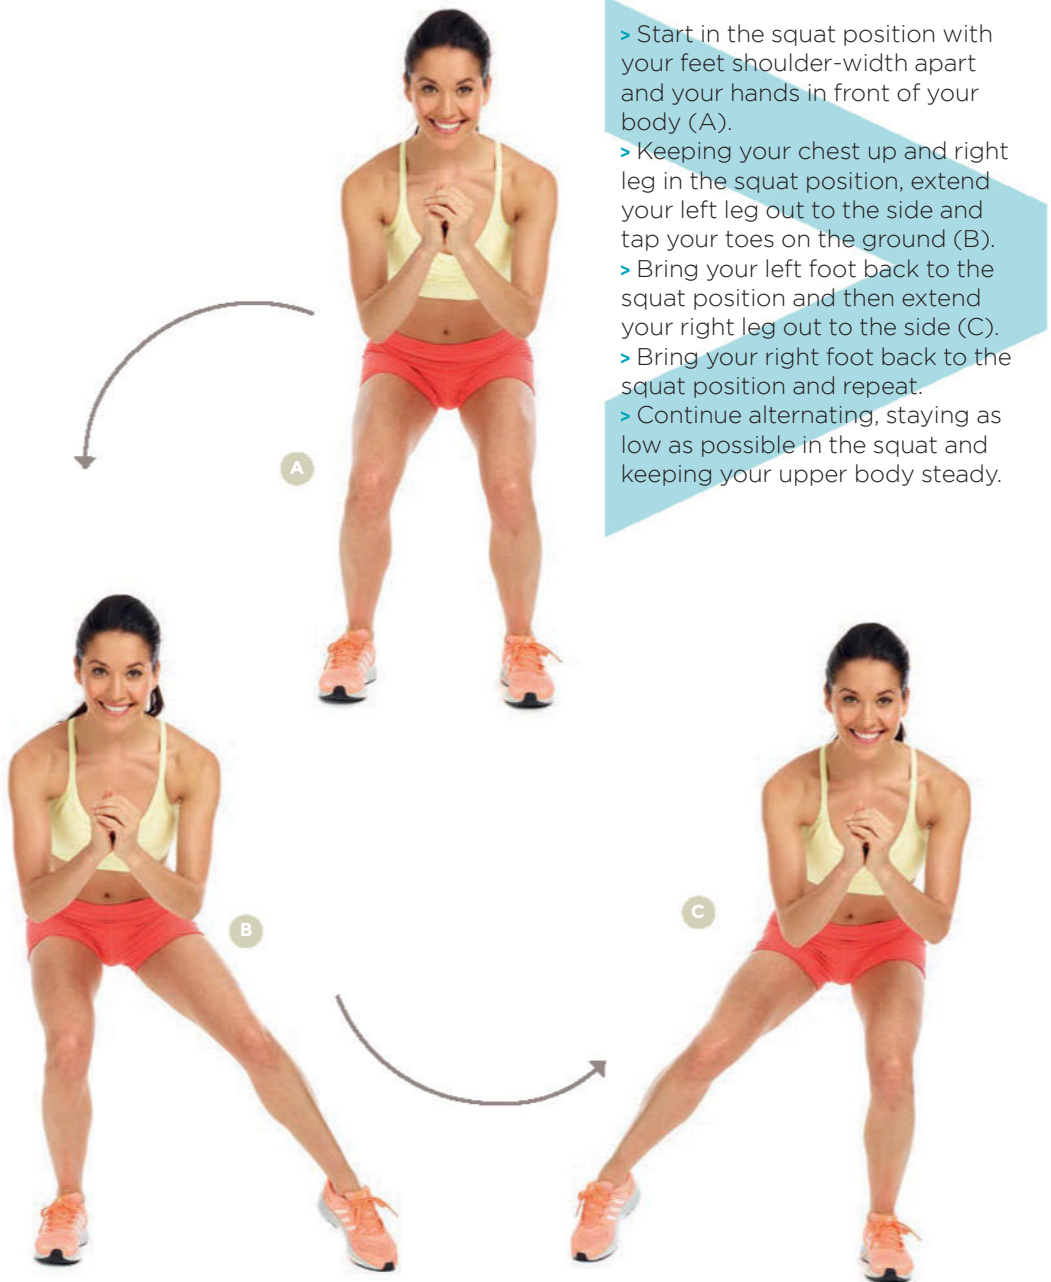 > Start in the squat position with
your feet shoulder-width apart
and your hands in front of your
body (A).
> Keeping your chest up and right
leg in the squat position, extend
your left leg out to the side and
tap your toes on the ground (B).
> Bring your left foot back to the
squat position and then extend
your right leg out to the side (C).
> Bring your right foot back to the
squat position and repeat.
> Continue alternating, staying as
low as possible in the squat and
keeping your upper body steady.
A
B
C